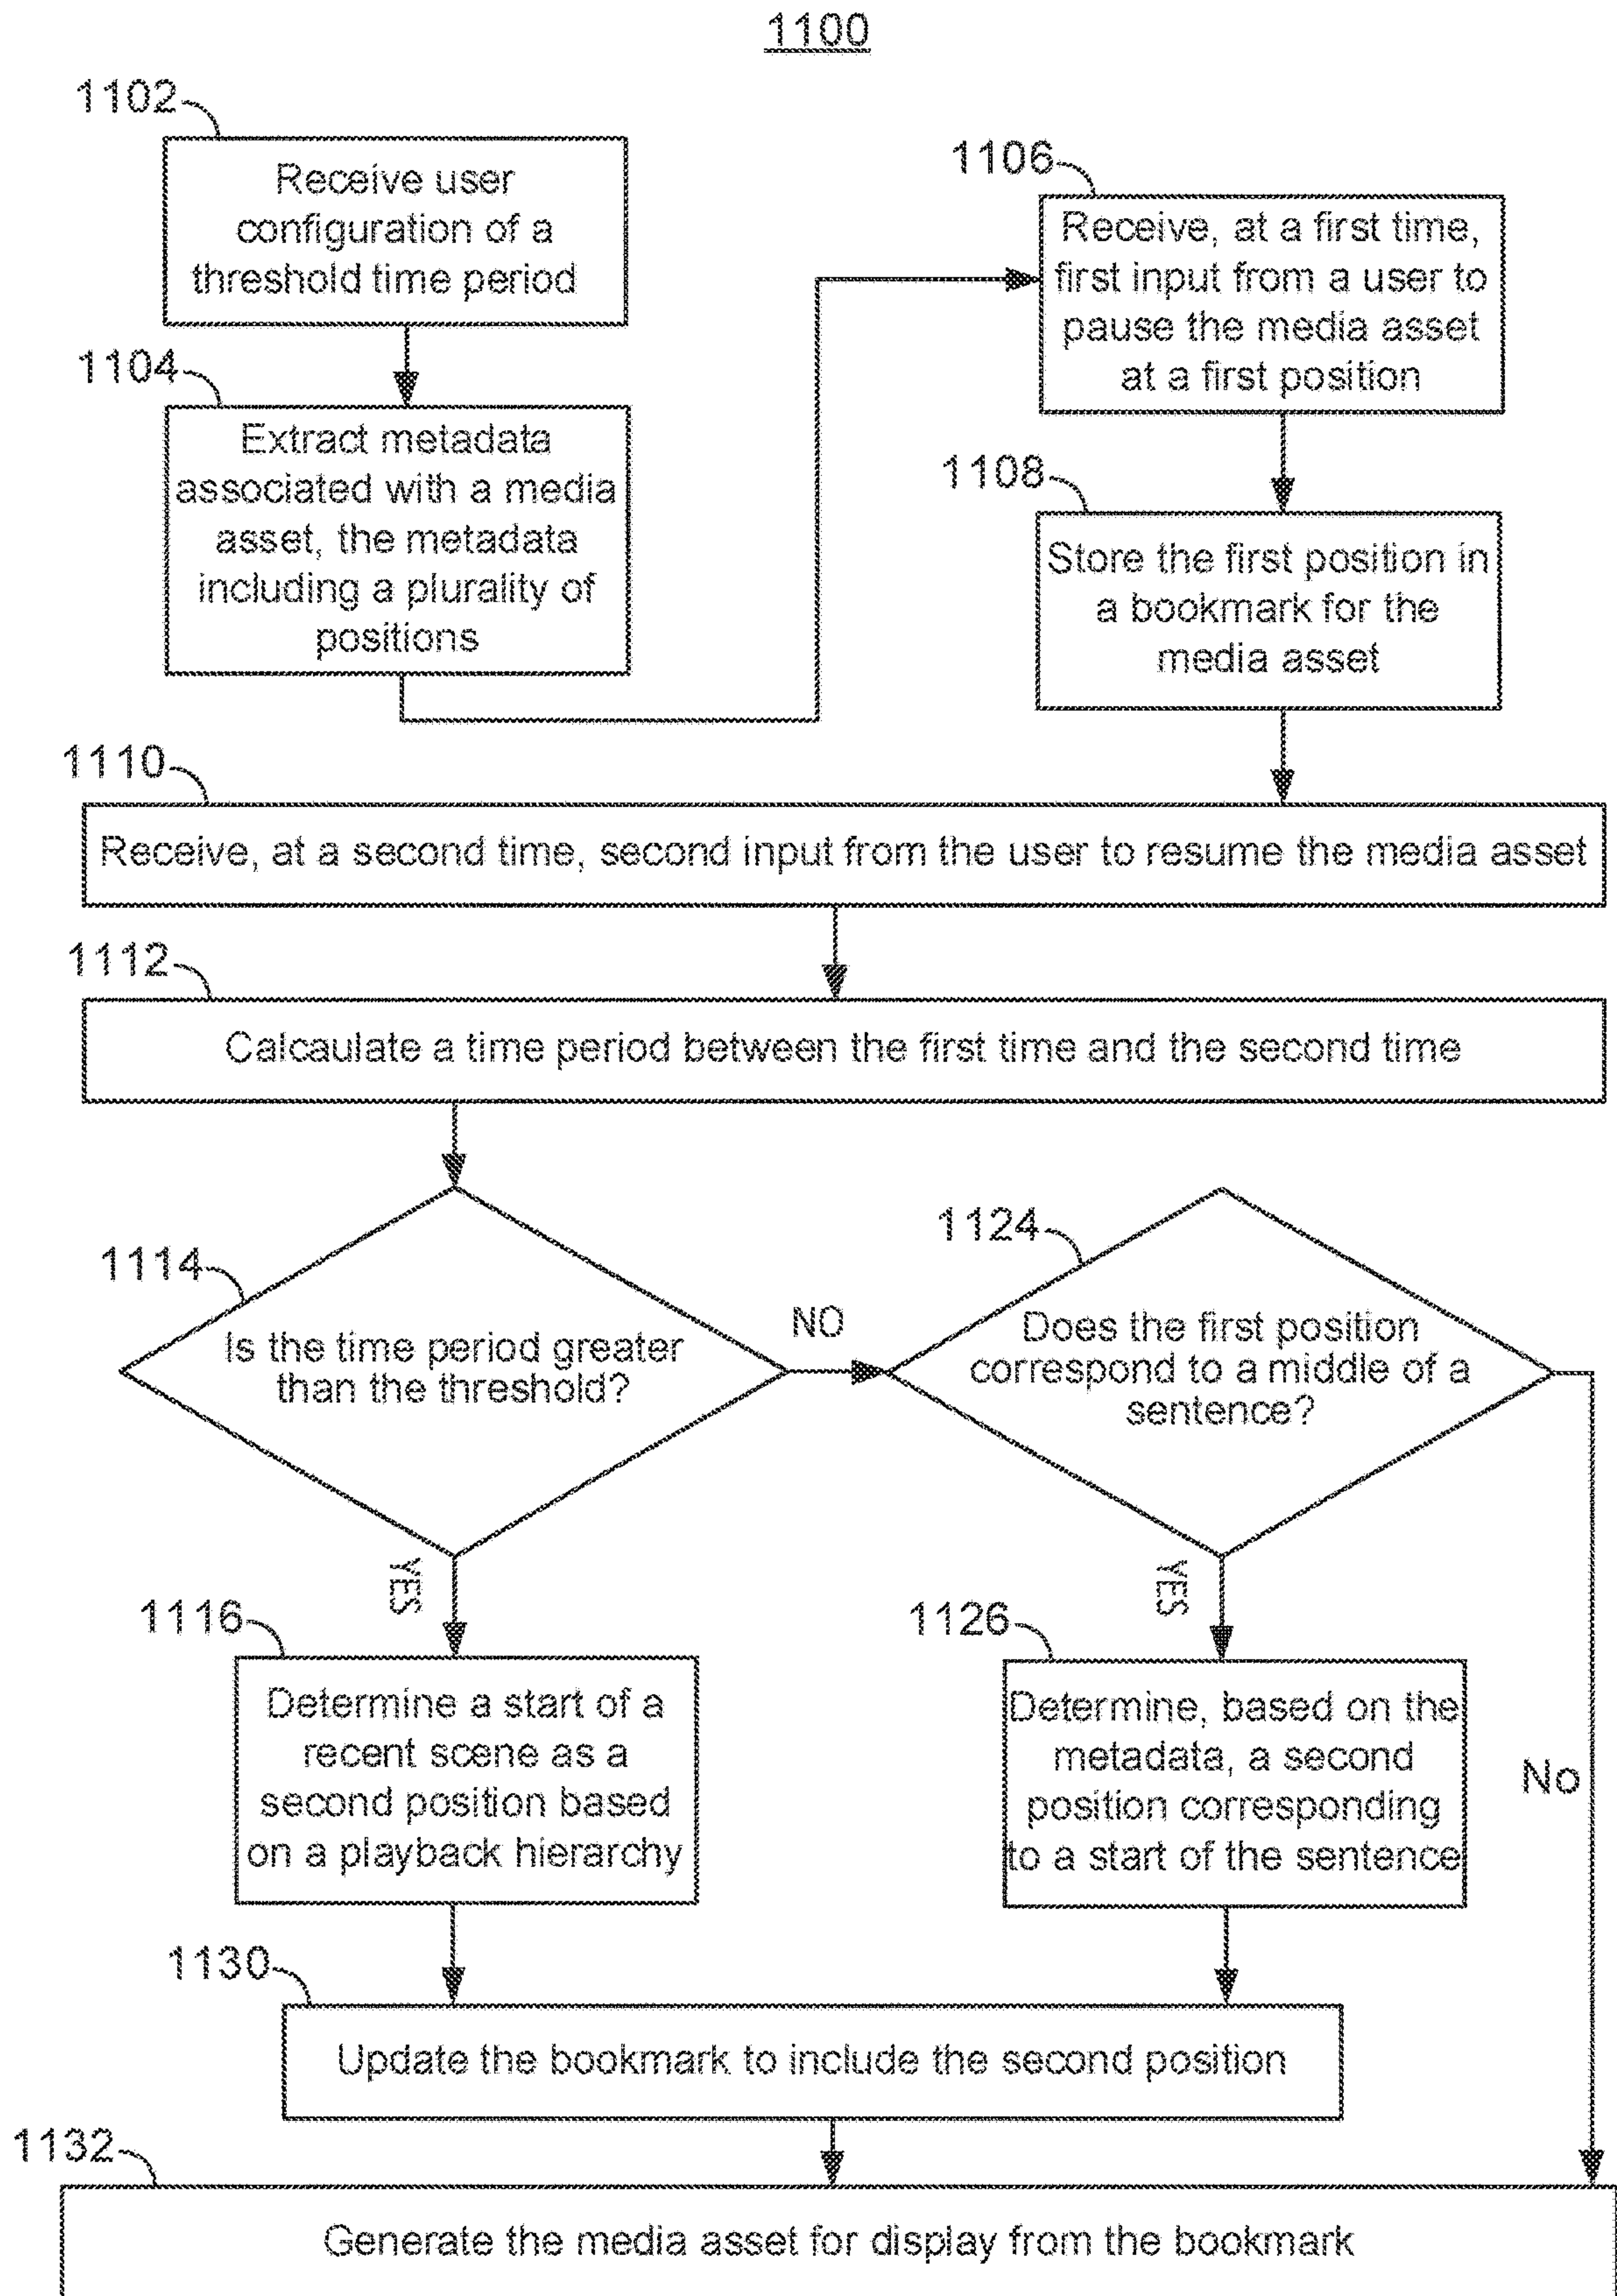 1100
1102
Receive user
configuration of a
threshold time period
1104
Extract metadata
associated with a media
asset, the metadata
including a plurality of
positions
1106
Receive, at a first time,
first input from a user to
pause the media asset
at a first position
1108
Store the first position in
a bookmark for the
media asset
1110
Receive, at a second time, second input from the user to resume the media asset
1112
Calcaulate a time period between the first time and the second time
1114
Is the time period greater
than the threshold?
NO
1124
Does the first position
correspond to a middle of a
sentence?
YES
YES
No
1116
Determine a start of a
recent scene as a
second position based
on a playback hierarchy
1126
Determine, based on the
metadata, a second
position corresponding
to a start of the sentence
1130
Update the bookmark to include the second position
1132
Generate the media asset for display from the bookmark